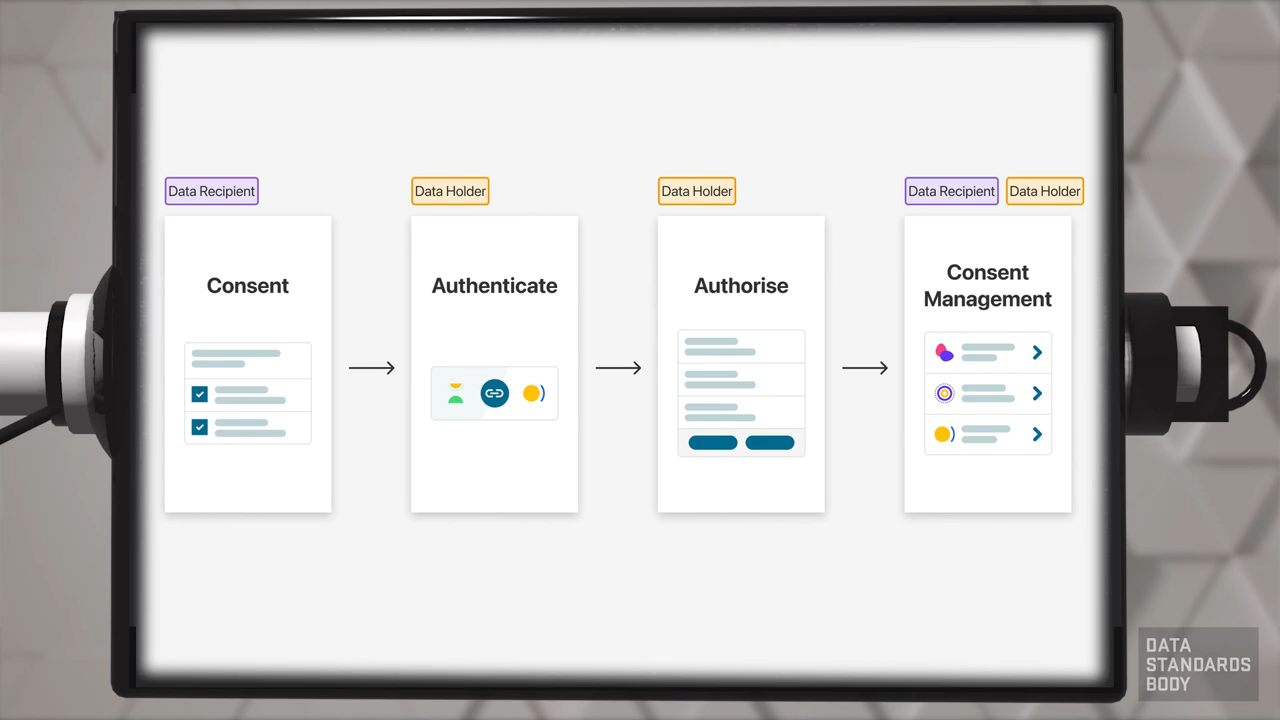 Data Recipient
Data Holder
Data Holder
Data Recipient
Data Holder
Consent
Authenticate
Authorise
Consent
Management
DATA
STANDARDS
BODY